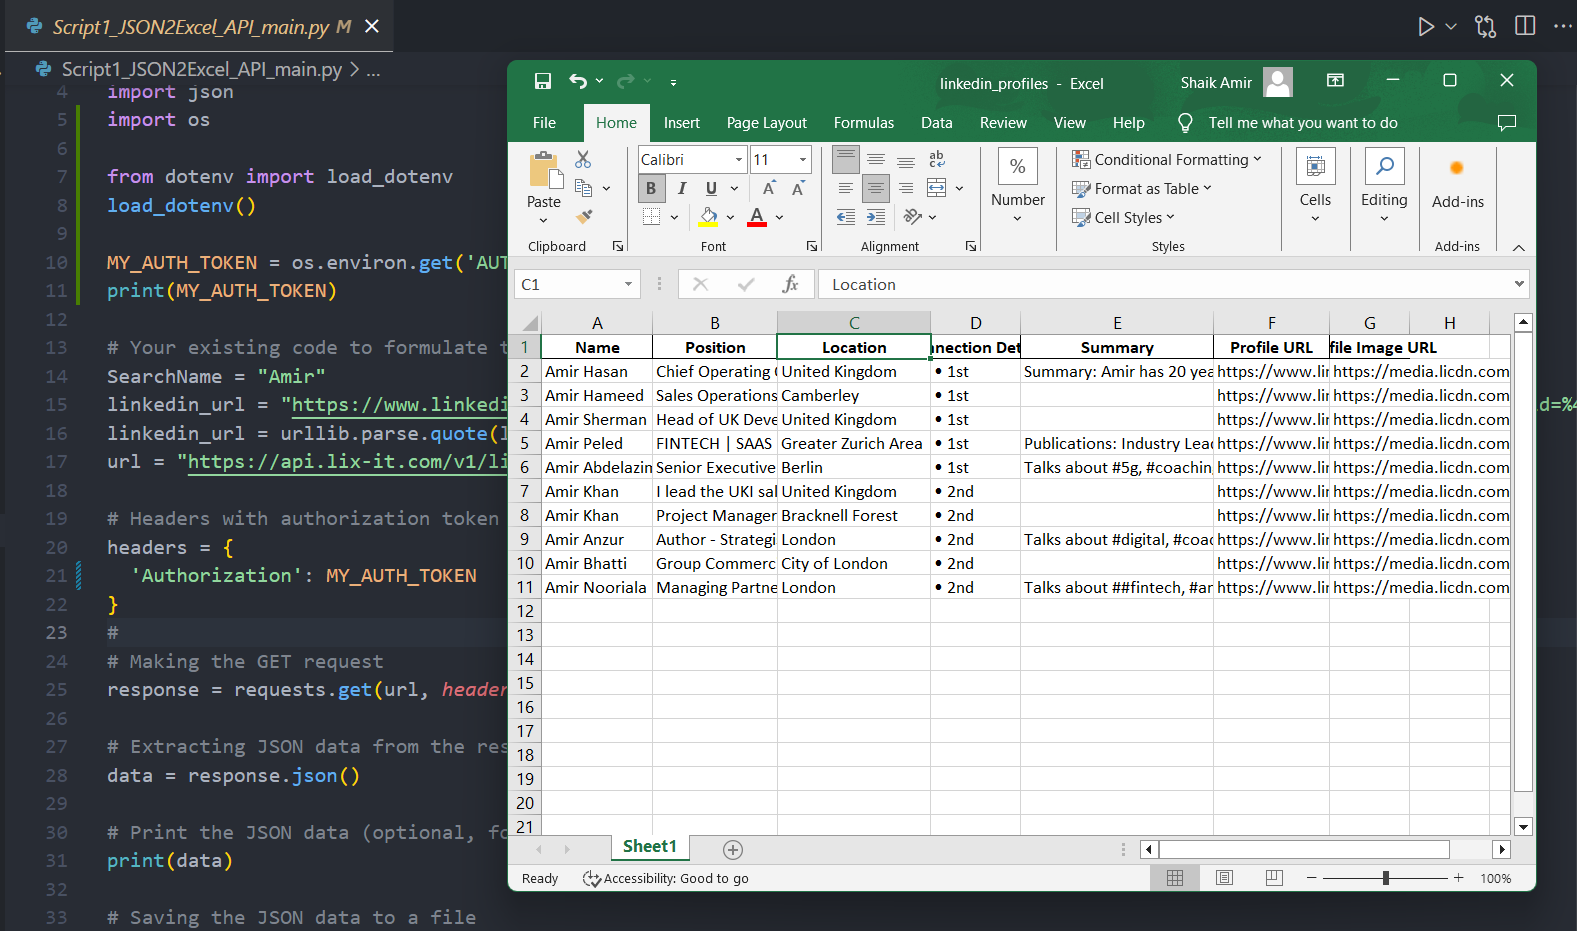 Script1_JSON2Excel_API_main.py M
Script1_JSON2Excel_API_main.py > ...
4 import json
5 import os
6
7 from dotenv import load_dotenv
8 load_dotenv()
9
10 MY_AUTH_TOKEN = os.environ.get('AUT
11 print(MY_AUTH_TOKEN)
12
13 # Your existing code to formulate t
14 SearchName = "Amir"
15 linkedin_url = "https://www.linkedi
d=%4
16 linkedin_url = urllib.parse.quote(l
17 url = "https://api.lix-it.com/v1/li
18
19 # Headers with authorization token
20 headers = {
21 'Authorization': MY_AUTH_TOKEN
22 }
23 #
24 # Making the GET request
25 response = requests.get(url, header
26
27 # Extracting JSON data from the res
28 data = response.json()
29
30 # Print the JSON data (optional, fo
31 print(data)
32
33 # Saving the JSON data to a file
linkedin_profiles - Excel
Shaik Amir
File Home Insert Page Layout Formulas Data Review View Help Tell me what you want to do
Paste
Clipboard
Calibri 11
B I U A A
A
Font
ab
c
Alignment
%
Number
Conditional Formatting
Format as Table
Cell Styles
Styles
Cells
Editing
Add-ins
Add-ins
C1 fx Location
A B C D E F G H
1 Name Position Location nnection Det Summary Profile URL file Image URL
2 Amir Hasan Chief Operating United Kingdom • 1st Summary: Amir has 20 yea https://www.lin https://media.licdn.com
3 Amir Hameed Sales Operations Camberley • 1st https://www.lin https://media.licdn.com
4 Amir Sherman Head of UK Deve United Kingdom • 1st https://www.lin https://media.licdn.com
5 Amir Peled FINTECH | SAAS Greater Zurich Area • 1st Publications: Industry Lead https://www.lin https://media.licdn.com
6 Amir Abdelazim Senior Executive Berlin • 1st Talks about #5g, #coaching https://www.lin https://media.licdn.com
7 Amir Khan I lead the UKI sal United Kingdom • 2nd https://www.lin https://media.licdn.com
8 Amir Khan Project Manager Bracknell Forest • 2nd https://www.lin https://media.licdn.com
9 Amir Anzur Author - Strategi London • 2nd Talks about #digital, #coac https://www.lin https://media.licdn.com
10 Amir Bhatti Group Commerc City of London • 2nd https://www.lin https://media.licdn.com
11 Amir Nooriala Managing Partne London • 2nd Talks about ##fintech, #ar https://www.lin https://media.licdn.com
12
13
14
15
16
17
18
19
20
21
Sheet1
Ready Accessibility: Good to go 100%